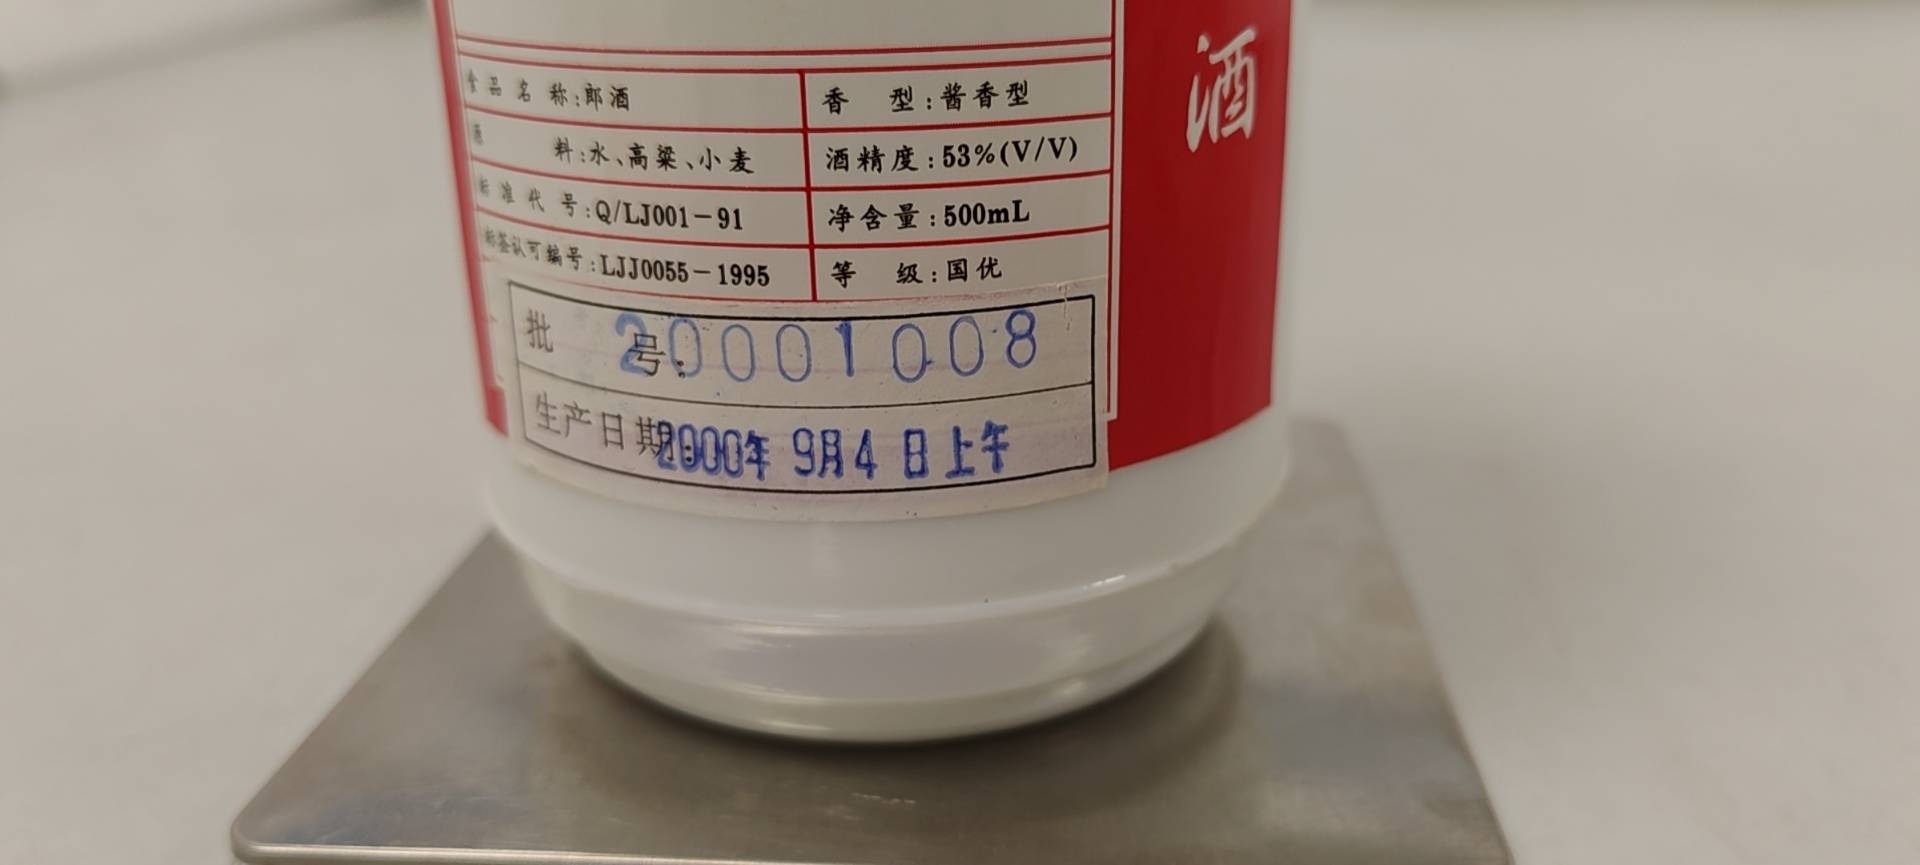 酒
食品名称:郎酒
香型:酱香型
原料:水、高粱、小麦
酒精度:53%(V/V)
标准代号:Q/LJ001-91
净含量:500mL
标签认可编号:LJJ0055-1995
等级:国优
批号:20001008
生产日期:2000年9月4日上午